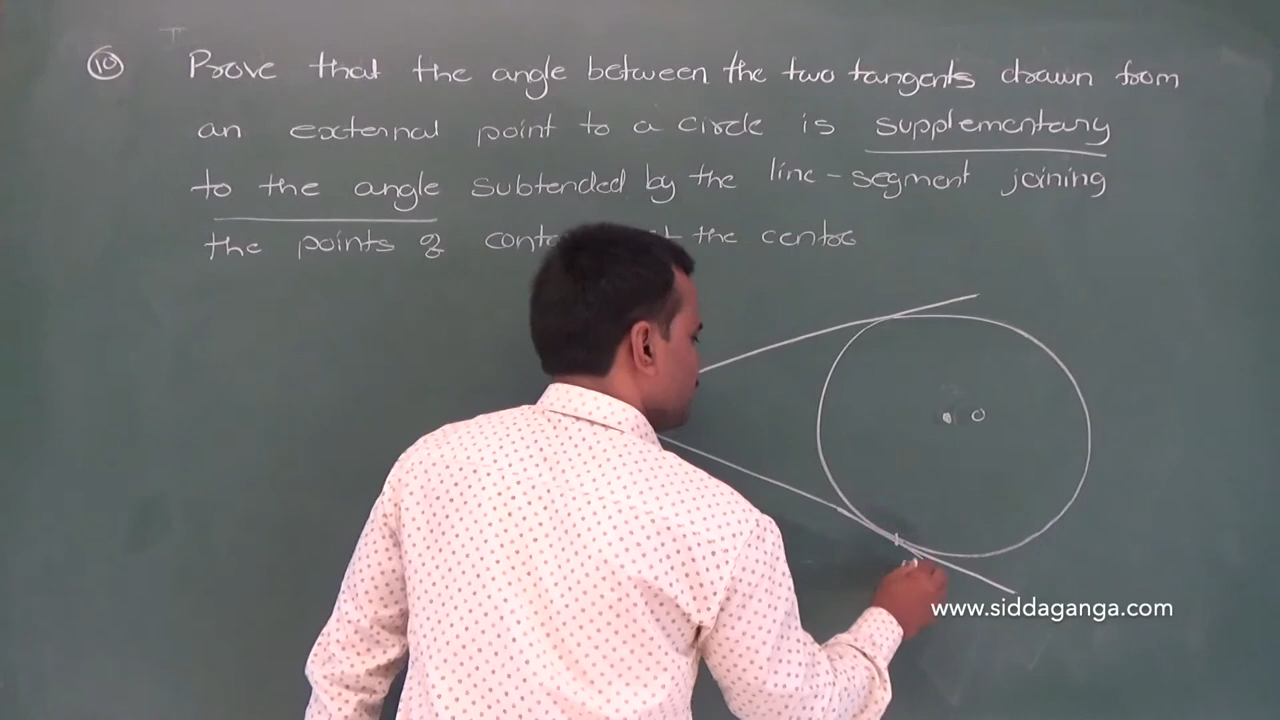 10 Prove that the angle between the two tangents drawn from
an external point to a circle is supplementary
to the angle subtended by the line-segment joining
the points of the centre
O
www.siddaganga.com